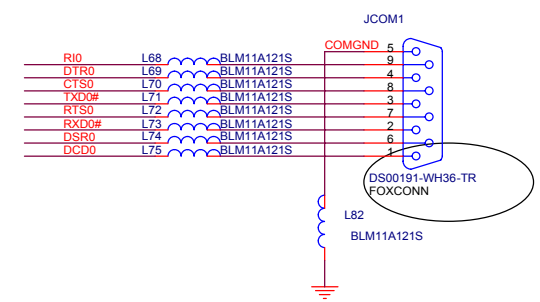 JCOM1
COMGND 5
RI0 L68 BLM11A121S 9
DTR0 L69 BLM11A121S 4
CTS0 L70 BLM11A121S 8
TXD0# L71 BLM11A121S 3
RTS0 L72 BLM11A121S 7
RXD0# L73 BLM11A121S 2
DSR0 L74 BLM11A121S 6
DCD0 L75 BLM11A121S 1
DS00191-WH36-TR
FOXCONN
L82
BLM11A121S